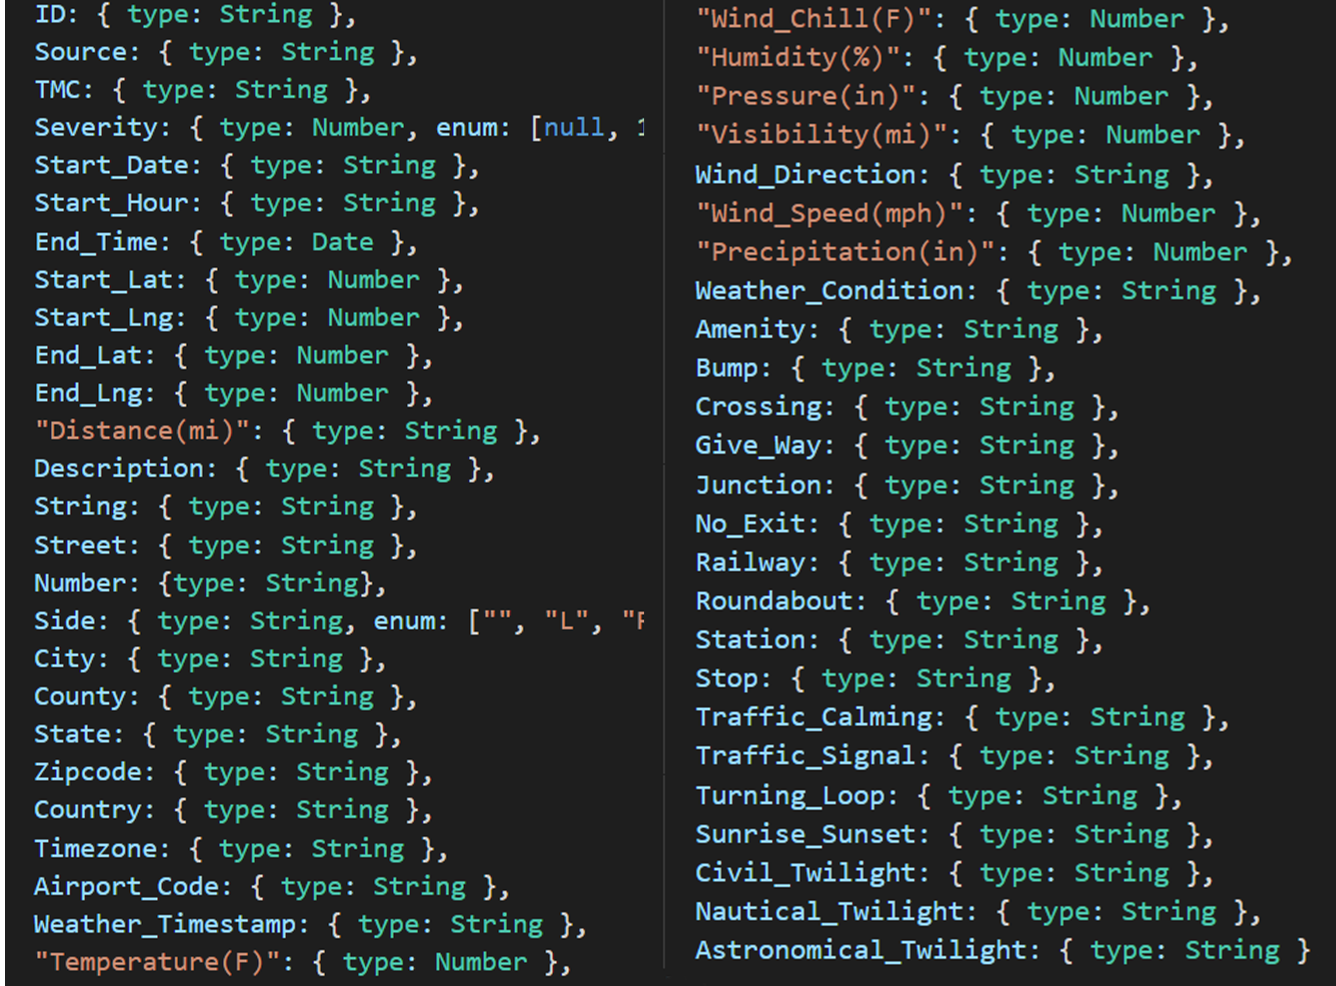 ID: { type: String },
Source: { type: String },
TMC: { type: String },
Severity: { type: Number, enum: [null, 1
Start_Date: { type: String },
Start_Hour: { type: String },
End_Time: { type: Date },
Start_Lat: { type: Number },
Start_Lng: { type: Number },
End_Lat: { type: Number },
End_Lng: { type: Number },
"Distance(mi)": { type: String },
Description: { type: String },
String: { type: String },
Street: { type: String },
Number: {type: String},
Side: { type: String, enum: ["", "L", "
City: { type: String },
County: { type: String },
State: { type: String },
Zipcode: { type: String },
Country: { type: String },
Timezone: { type: String },
Airport_Code: { type: String },
Weather_Timestamp: { type: String },
"Temperature(F)": { type: Number },
"Wind_Chill(F)": { type: Number },
"Humidity(%)": { type: Number },
"Pressure(in)": { type: Number },
"Visibility(mi)": { type: Number },
Wind_Direction: { type: String },
"Wind_Speed(mph)": { type: Number },
"Precipitation(in)": { type: Number },
Weather_Condition: { type: String },
Amenity: { type: String },
Bump: { type: String },
Crossing: { type: String },
Give_Way: { type: String },
Junction: { type: String },
No_Exit: { type: String },
Railway: { type: String },
Roundabout: { type: String },
Station: { type: String },
Stop: { type: String },
Traffic_Calming: { type: String },
Traffic_Signal: { type: String },
Turning_Loop: { type: String },
Sunrise_Sunset: { type: String },
Civil_Twilight: { type: String },
Nautical_Twilight: { type: String },
Astronomical_Twilight: { type: String }